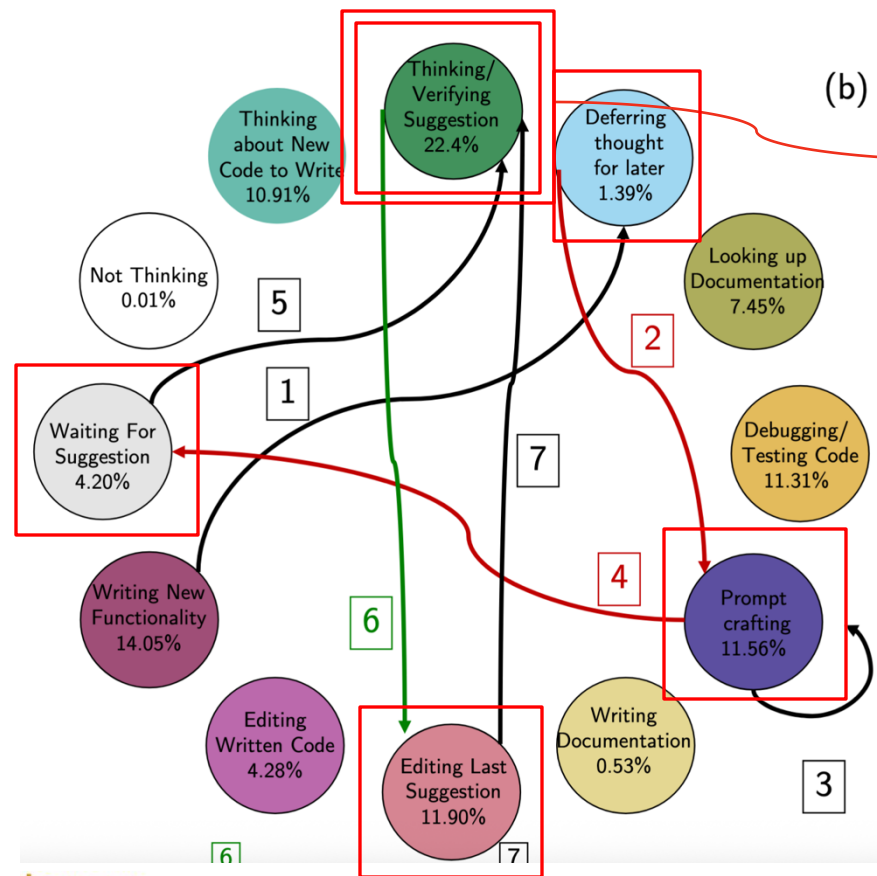 (b)
Thinking/
Verifying
Suggestion
22.4%
Thinking
about New
Code to Write
10.91%
Deferring
thought
for later
1.39%
Not Thinking
0.01%
Looking up
Documentation
7.45%
5
2
1
Waiting For
Suggestion
4.20%
Debugging/
Testing Code
11.31%
7
4
6
Writing New
Functionality
14.05%
Prompt
crafting
11.56%
Editing
Written Code
4.28%
Writing
Documentation
0.53%
Editing Last
Suggestion
11.90%
3
6
7